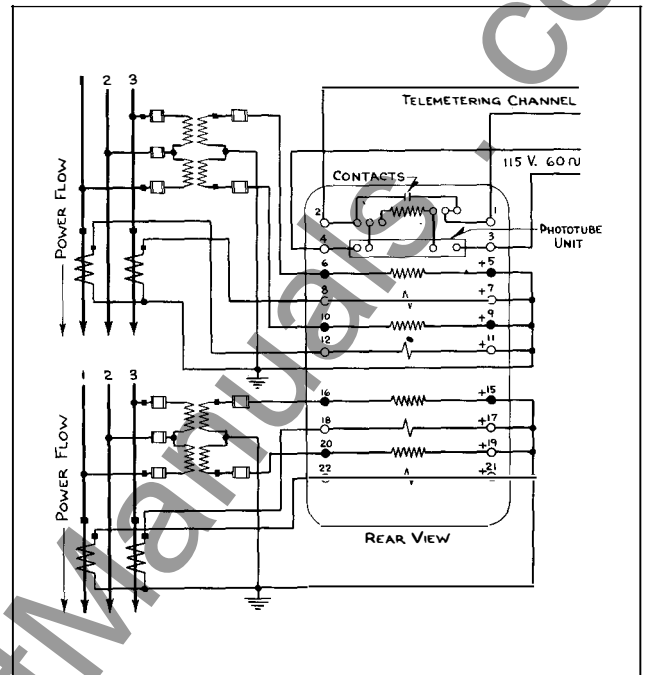 2 3
TELEMETERING CHANNEL
115 V. 60 ~
POWER FLOW
CONTACTS
2 1
4 3
PHOTOTUBE UNIT
6 +5
8 +7
10 +9
12 +11
1 2 3
POWER FLOW
16 +15
18 +17
20 +19
22 +21
REAR VIEW
Manuals.co